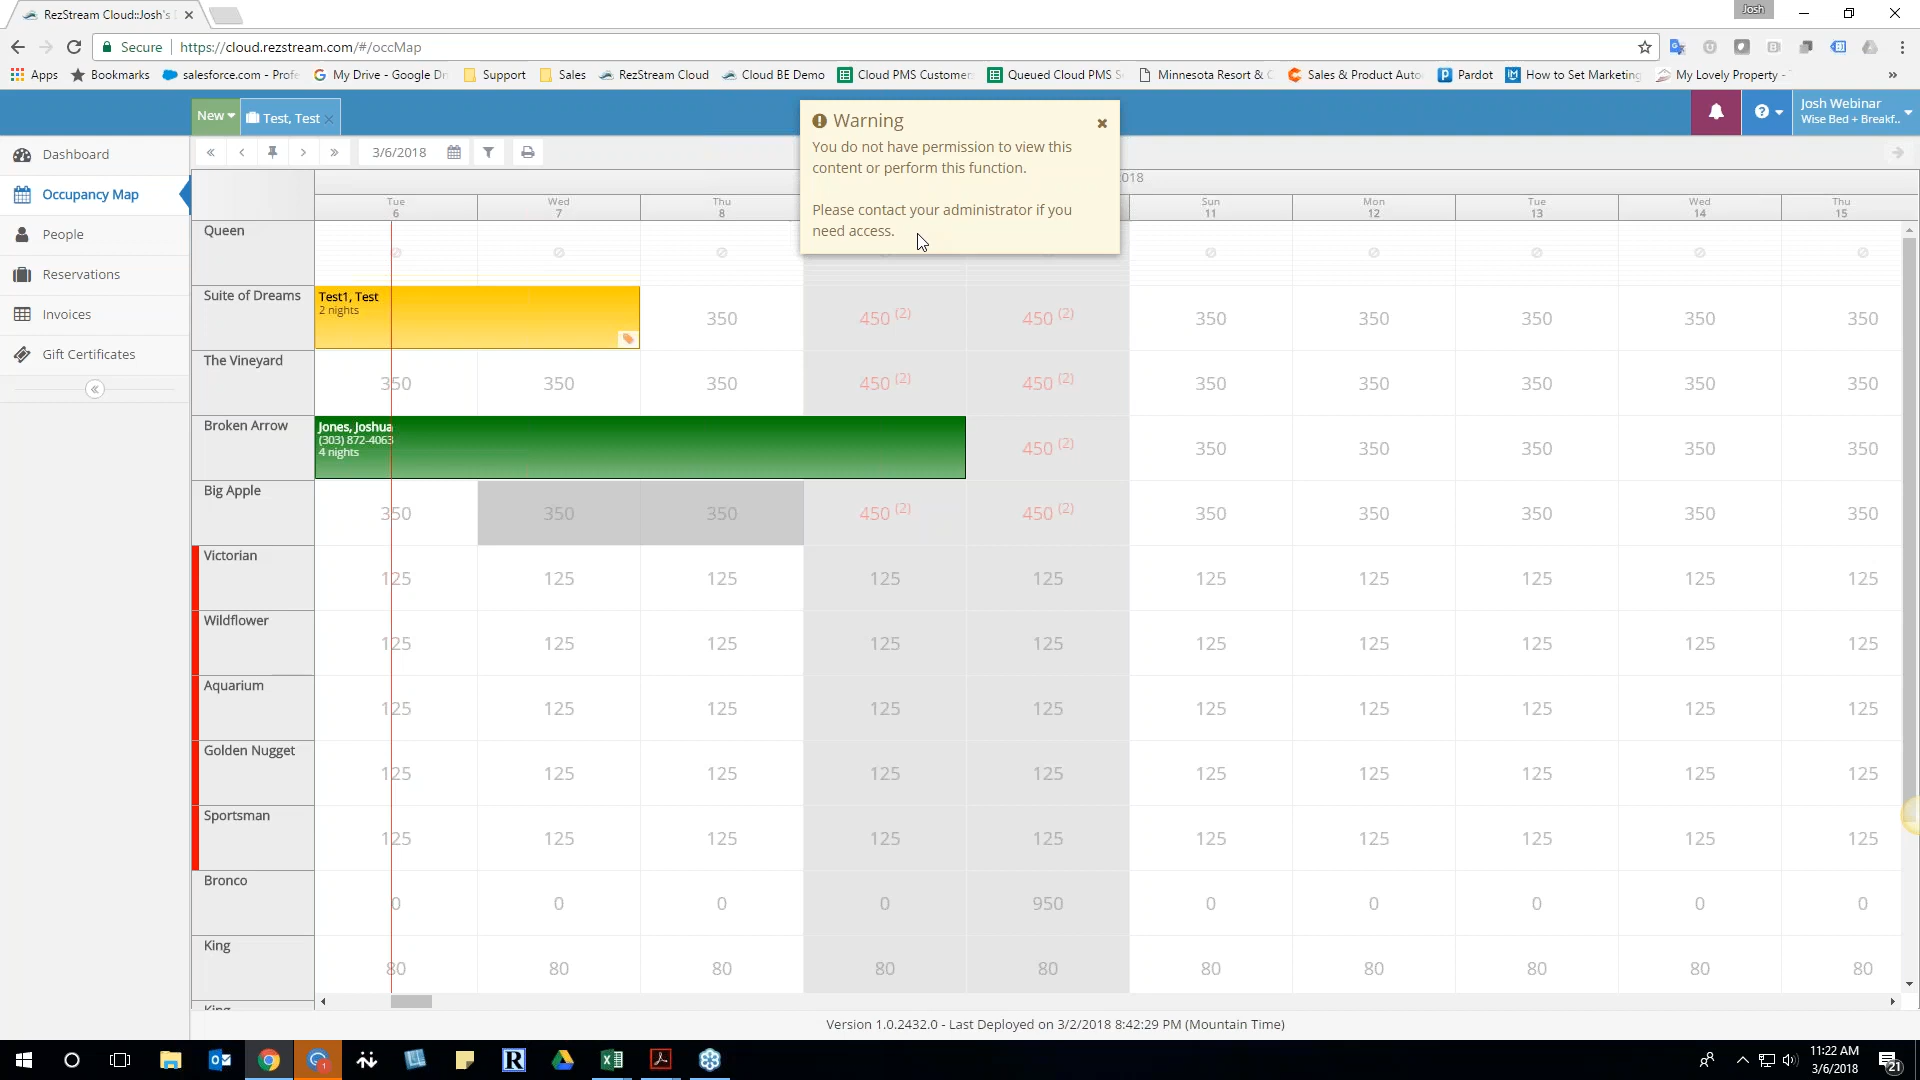 RezStream Cloud::Josh's
Josh
Secure
https://cloud.rezstream.com/#/occMap
Apps
Bookmarks
salesforce.com - Profe
My Drive - Google Dri
Support
Sales
RezStream Cloud
Cloud BE Demo
Cloud PMS Customer
Queued Cloud PMS S
Minnesota Resort & C
Sales & Product Auto
Pardot
How to Set Marketing
My Lovely Property -
New
Test, Test
Josh Webinar
Wise Bed + Breakf..
Warning
You do not have permission to view this
content or perform this function.
Please contact your administrator if you
need access.
Dashboard
Occupancy Map
People
Reservations
Invoices
Gift Certificates
3/6/2018
2018
Tue
6
Wed
7
Thu
8
Sun
11
Mon
12
Tue
13
Wed
14
Thu
15
Queen
Suite of Dreams
Test1, Test
2 nights
350 450 (2) 450 (2) 350 350 350 350 350
The Vineyard
350 350 350 450 (2) 450 (2) 350 350 350 350 350
Broken Arrow
Jones, Joshua
(303) 872-4063
4 nights
450 (2) 350 350 350 350 350
Big Apple
350 350 350 450 (2) 450 (2) 350 350 350 350 350
Victorian
125 125 125 125 125 125 125 125 125 125
Wildflower
125 125 125 125 125 125 125 125 125 125
Aquarium
125 125 125 125 125 125 125 125 125 125
Golden Nugget
125 125 125 125 125 125 125 125 125 125
Sportsman
125 125 125 125 125 125 125 125 125 125
Bronco
0 0 0 0 950 0 0 0 0 0
King
80 80 80 80 80 80 80 80 80 80
King
Version 1.0.2432.0 - Last Deployed on 3/2/2018 8:42:29 PM (Mountain Time)
11:22 AM
3/6/2018
21